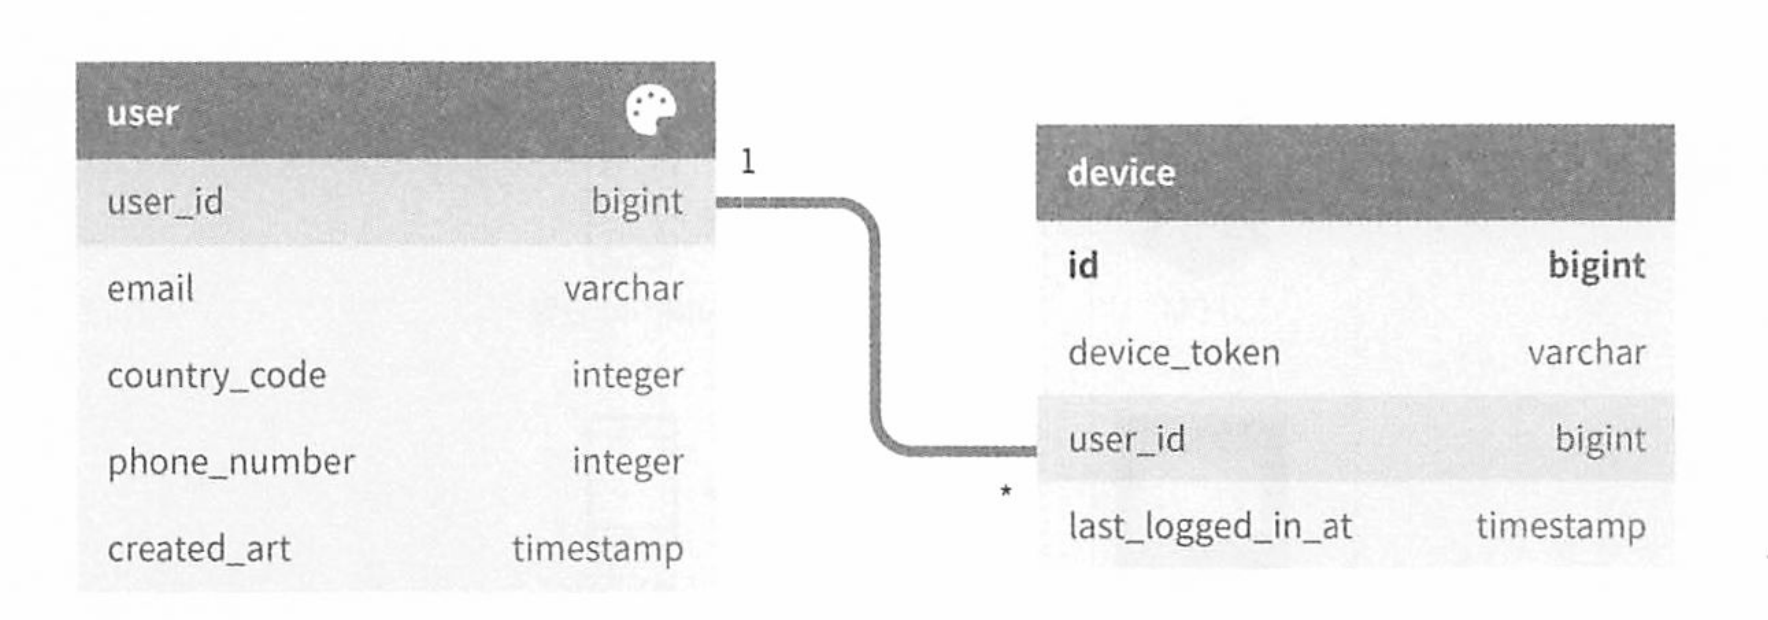 user
user_id bigint
email varchar
country_code integer
phone_number integer
created_art timestamp
1
*
device
id bigint
device_token varchar
user_id bigint
last_logged_in_at timestamp